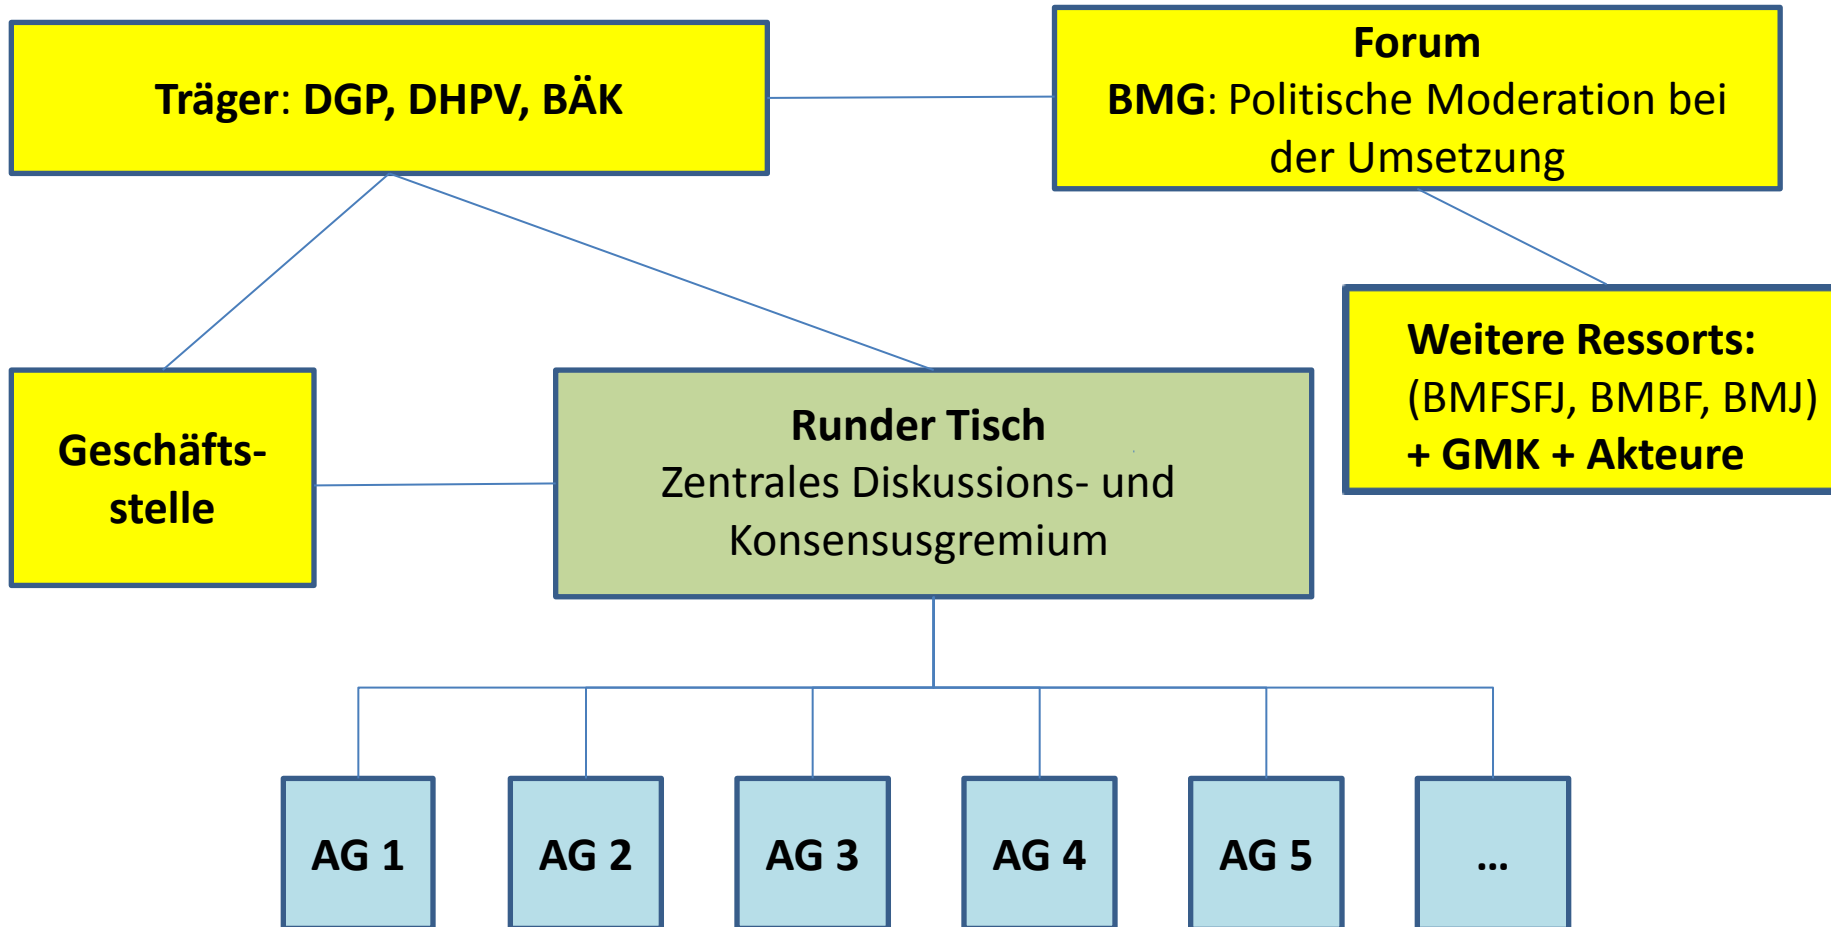 Träger: DGP, DHPV, BÄK
Forum
BMG: Politische Moderation bei
der Umsetzung
Weitere Ressorts:
(BMFSFJ, BMBF, BMJ)
+ GMK + Akteure
Geschäfts-
stelle
Runder Tisch
Zentrales Diskussions- und
Konsensusgremium
AG 1
AG 2
AG 3
AG 4
AG 5
...